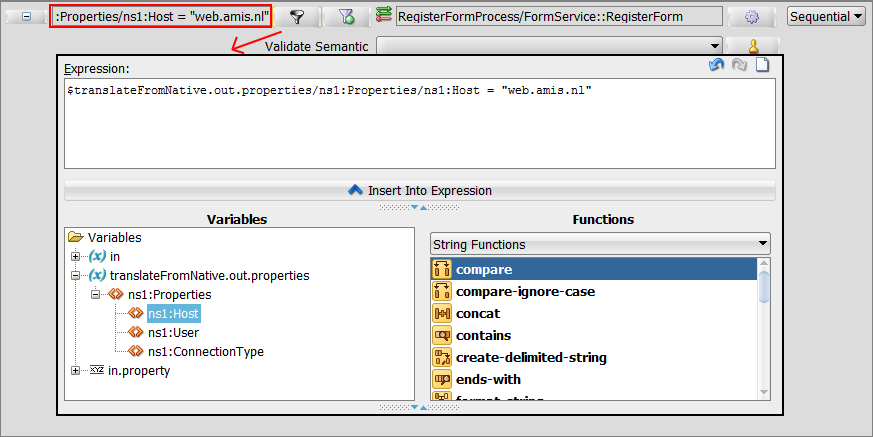 :Properties/ns1:Host = "web.amis.nl"
RegisterFormProcess/FormService::RegisterForm
Sequential
Validate Semantic
Expression:
$translateFromNative.out.properties/ns1:Properties/ns1:Host = "web.amis.nl"
Insert Into Expression
Variables
Variables
(x) in
(x) translateFromNative.out.properties
ns1:Properties
ns1:Host
ns1:User
ns1:ConnectionType
XYZ in.property
Functions
String Functions
compare
compare-ignore-case
concat
contains
create-delimited-string
ends-with
format-string